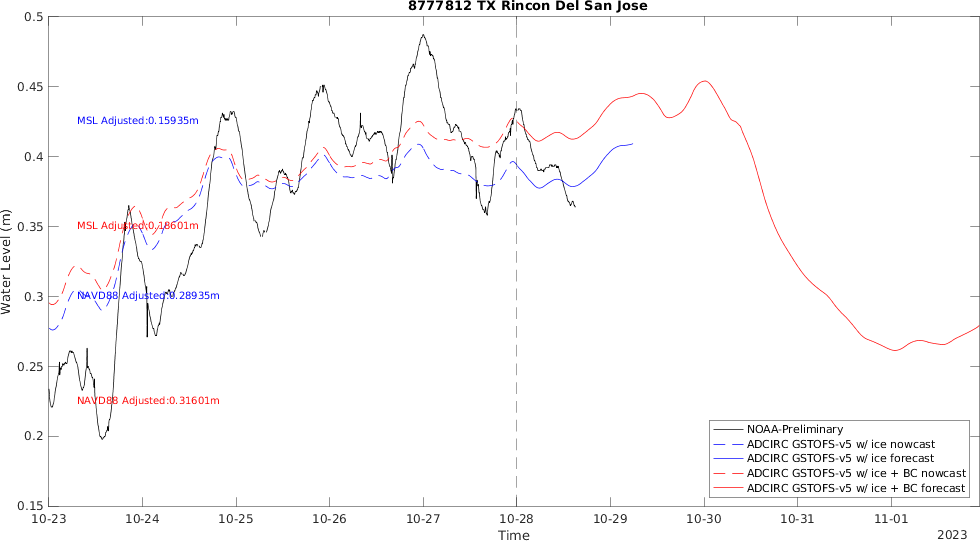 8777812 TX Rincon Del San Jose
0.5
0.45
0.4
0.35
0.3
0.25
0.2
0.15
Water Level (m)
MSL Adjusted:0.15935m
MSL Adjusted:0.18601m
NAVD88 Adjusted:0.28935m
NAVD88 Adjusted:0.31601m
NOAA-Preliminary
ADCIRC GSTOFS-v5 w/ ice nowcast
ADCIRC GSTOFS-v5 w/ ice forecast
ADCIRC GSTOFS-v5 w/ ice + BC nowcast
ADCIRC GSTOFS-v5 w/ ice + BC forecast
10-23 10-24 10-25 10-26 10-27 10-28 10-29 10-30 10-31 11-01
Time
2023